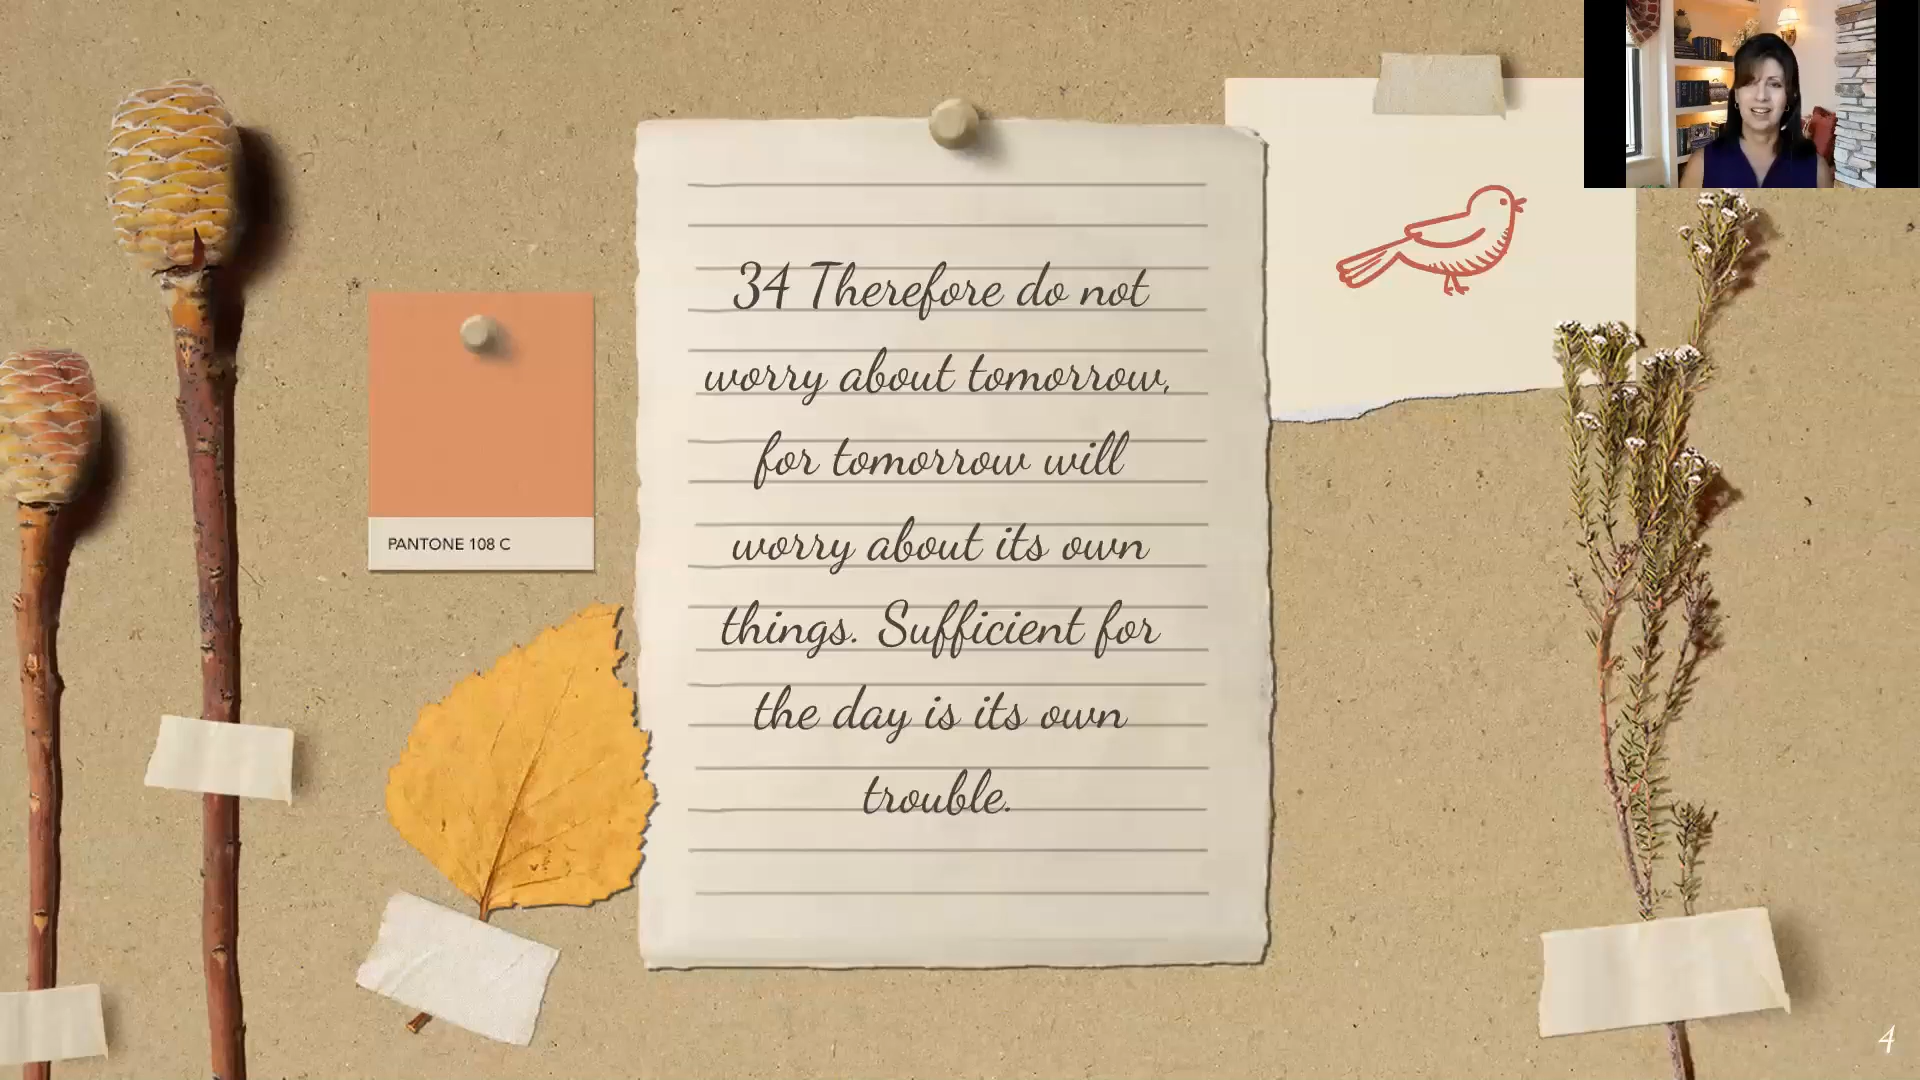 34 Therefore do not
worry about tomorrow,
for tomorrow will
worry about its own
things. Sufficient for
the day is its own
trouble.
PANTONE 108 C
4